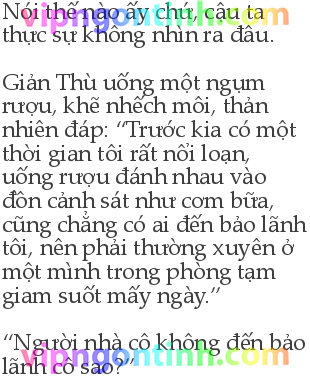 Nói thế nào ấy chứ, cậu ta
thực sự không nhìn ra đâu.
Giản Thù uống một ngụm
rượu, khẽ nhếch môi, thản
nhiên đáp: “Trước kia có một
thời gian tôi rất nổi loạn,
uống rượu đánh nhau vào
đồn cảnh sát như cơm bữa,
cũng chẳng có ai đến bảo lãnh
tôi, nên phải thường xuyên ở
một mình trong phòng tạm
giam suốt mấy ngày.”
“Người nhà cô không đến bảo
lãnh cô sao?”
vipngontinh.com
vipngontinh.com